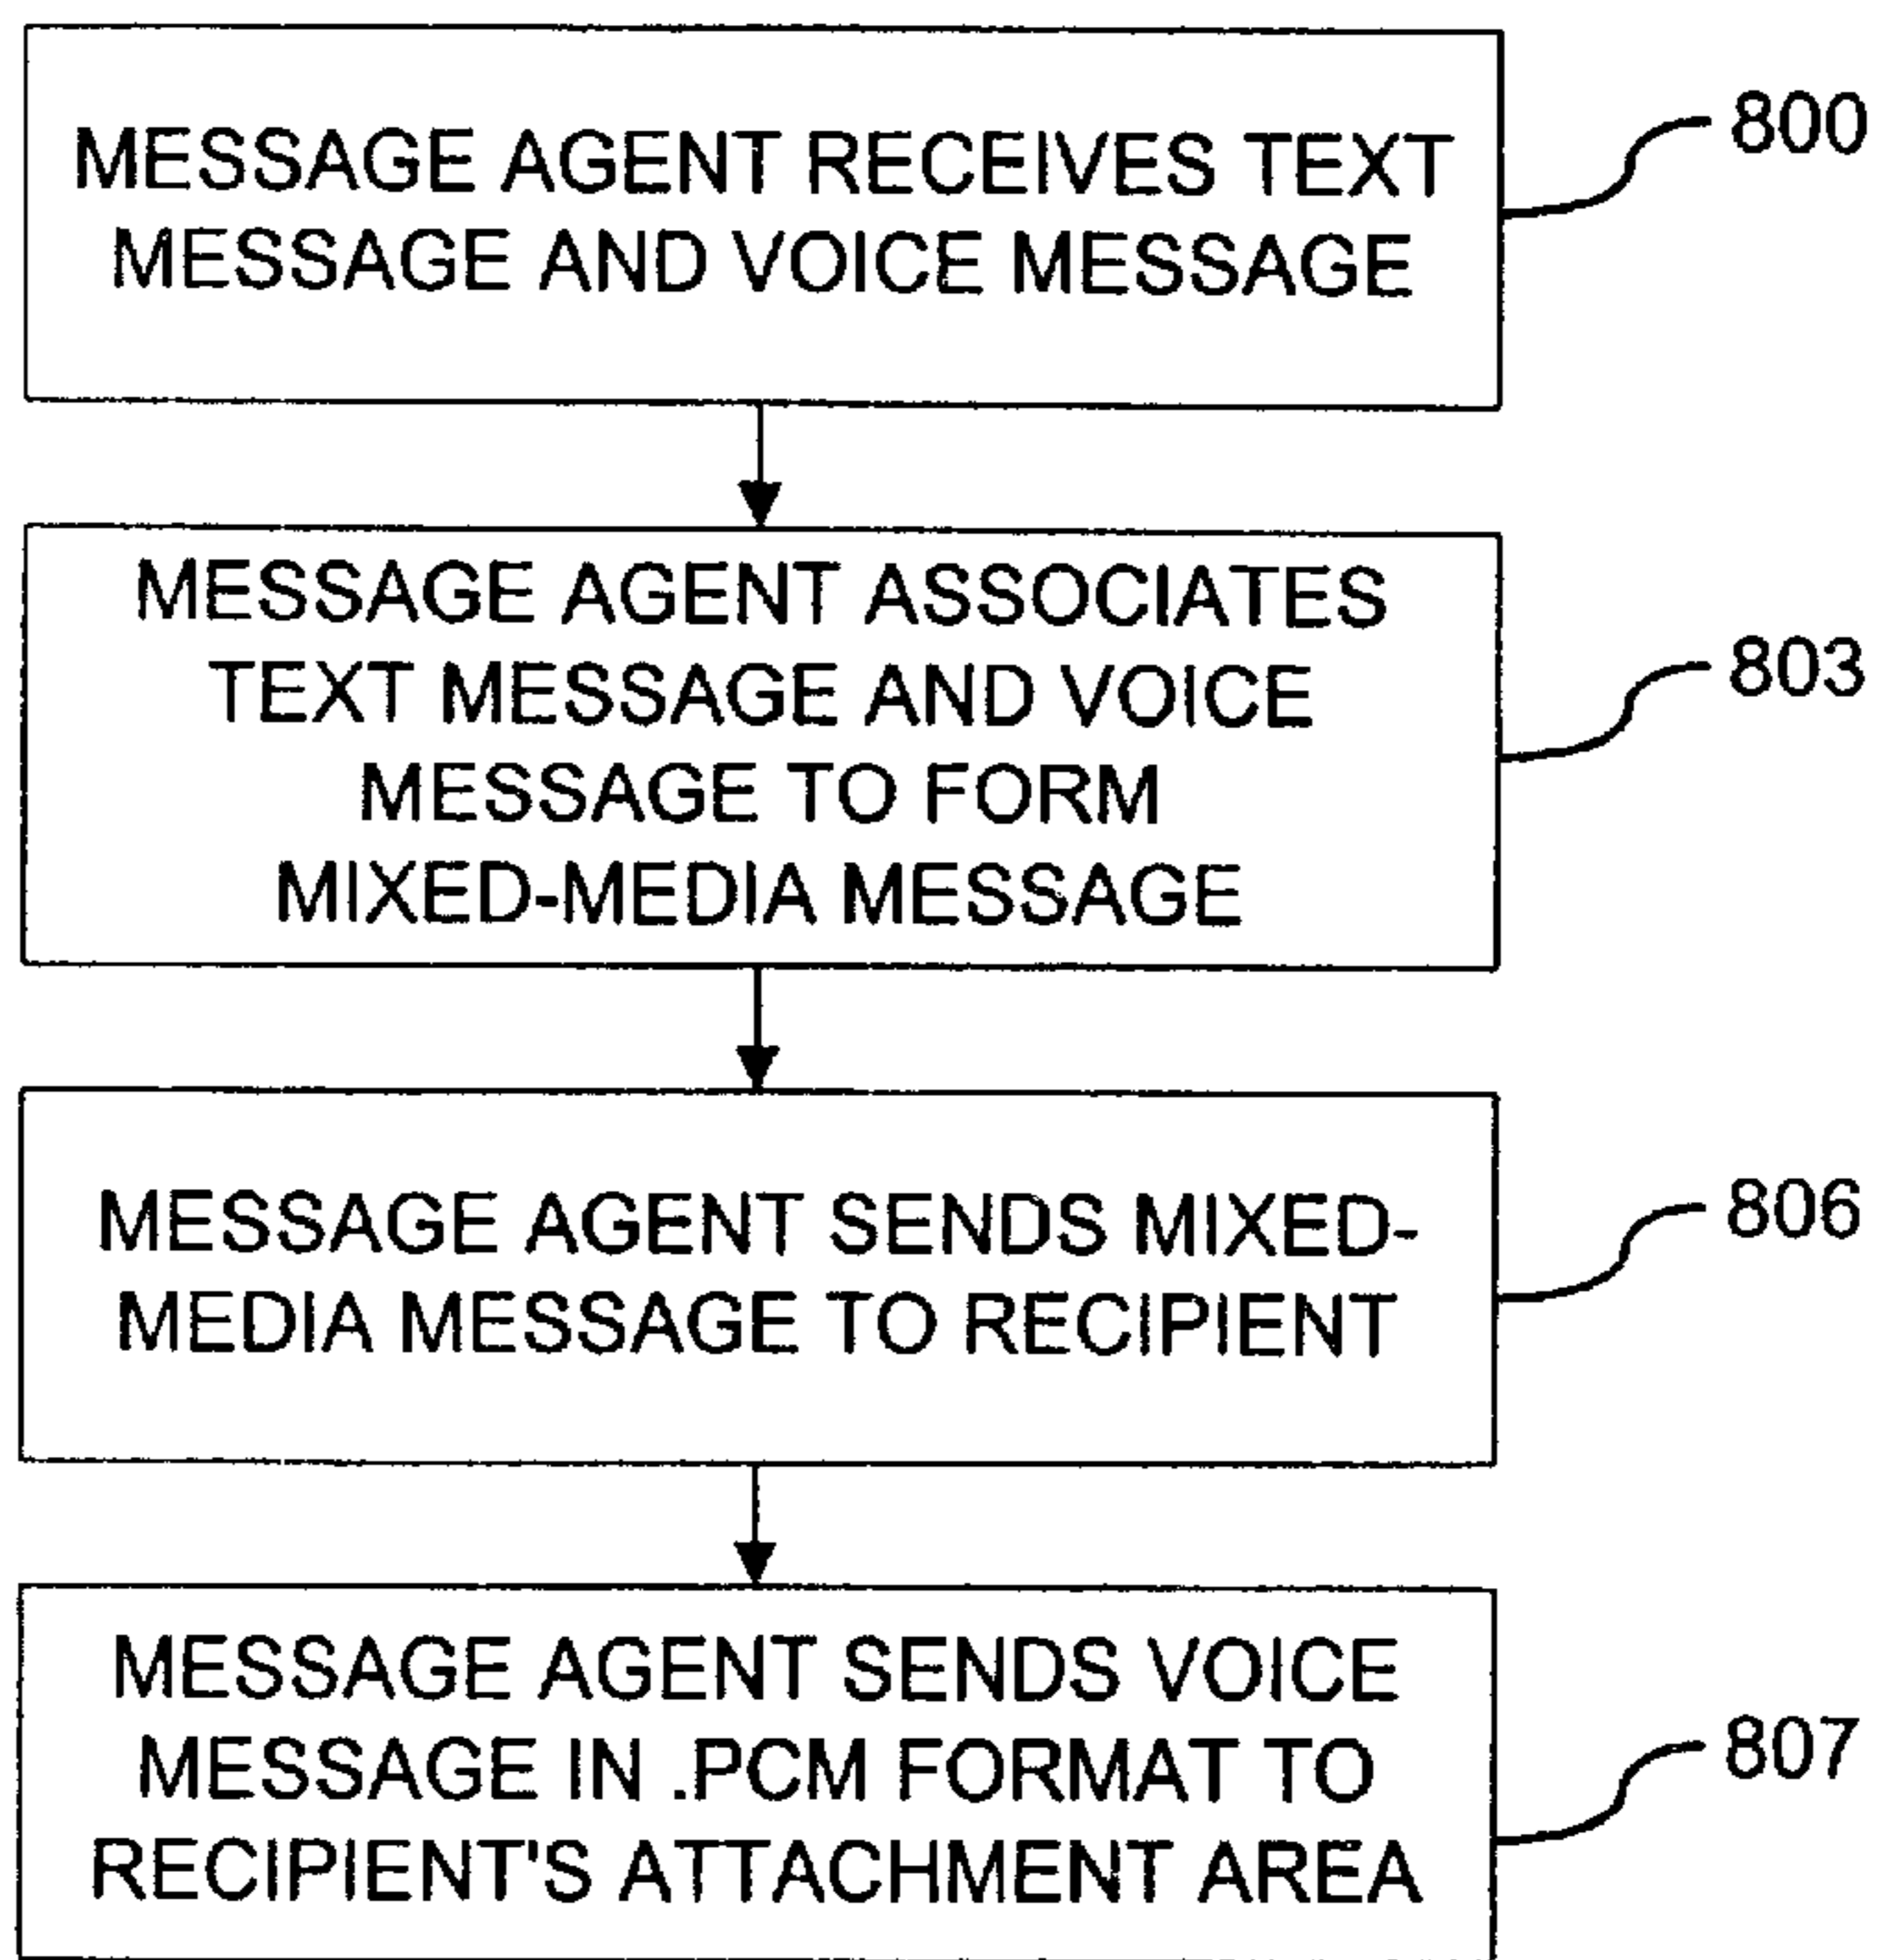 MESSAGE AGENT RECEIVES TEXT
MESSAGE AND VOICE MESSAGE
800
MESSAGE AGENT ASSOCIATES
TEXT MESSAGE AND VOICE
MESSAGE TO FORM
MIXED-MEDIA MESSAGE
803
MESSAGE AGENT SENDS MIXED-
MEDIA MESSAGE TO RECIPIENT
806
MESSAGE AGENT SENDS VOICE
MESSAGE IN .PCM FORMAT TO
RECIPIENT'S ATTACHMENT AREA
807